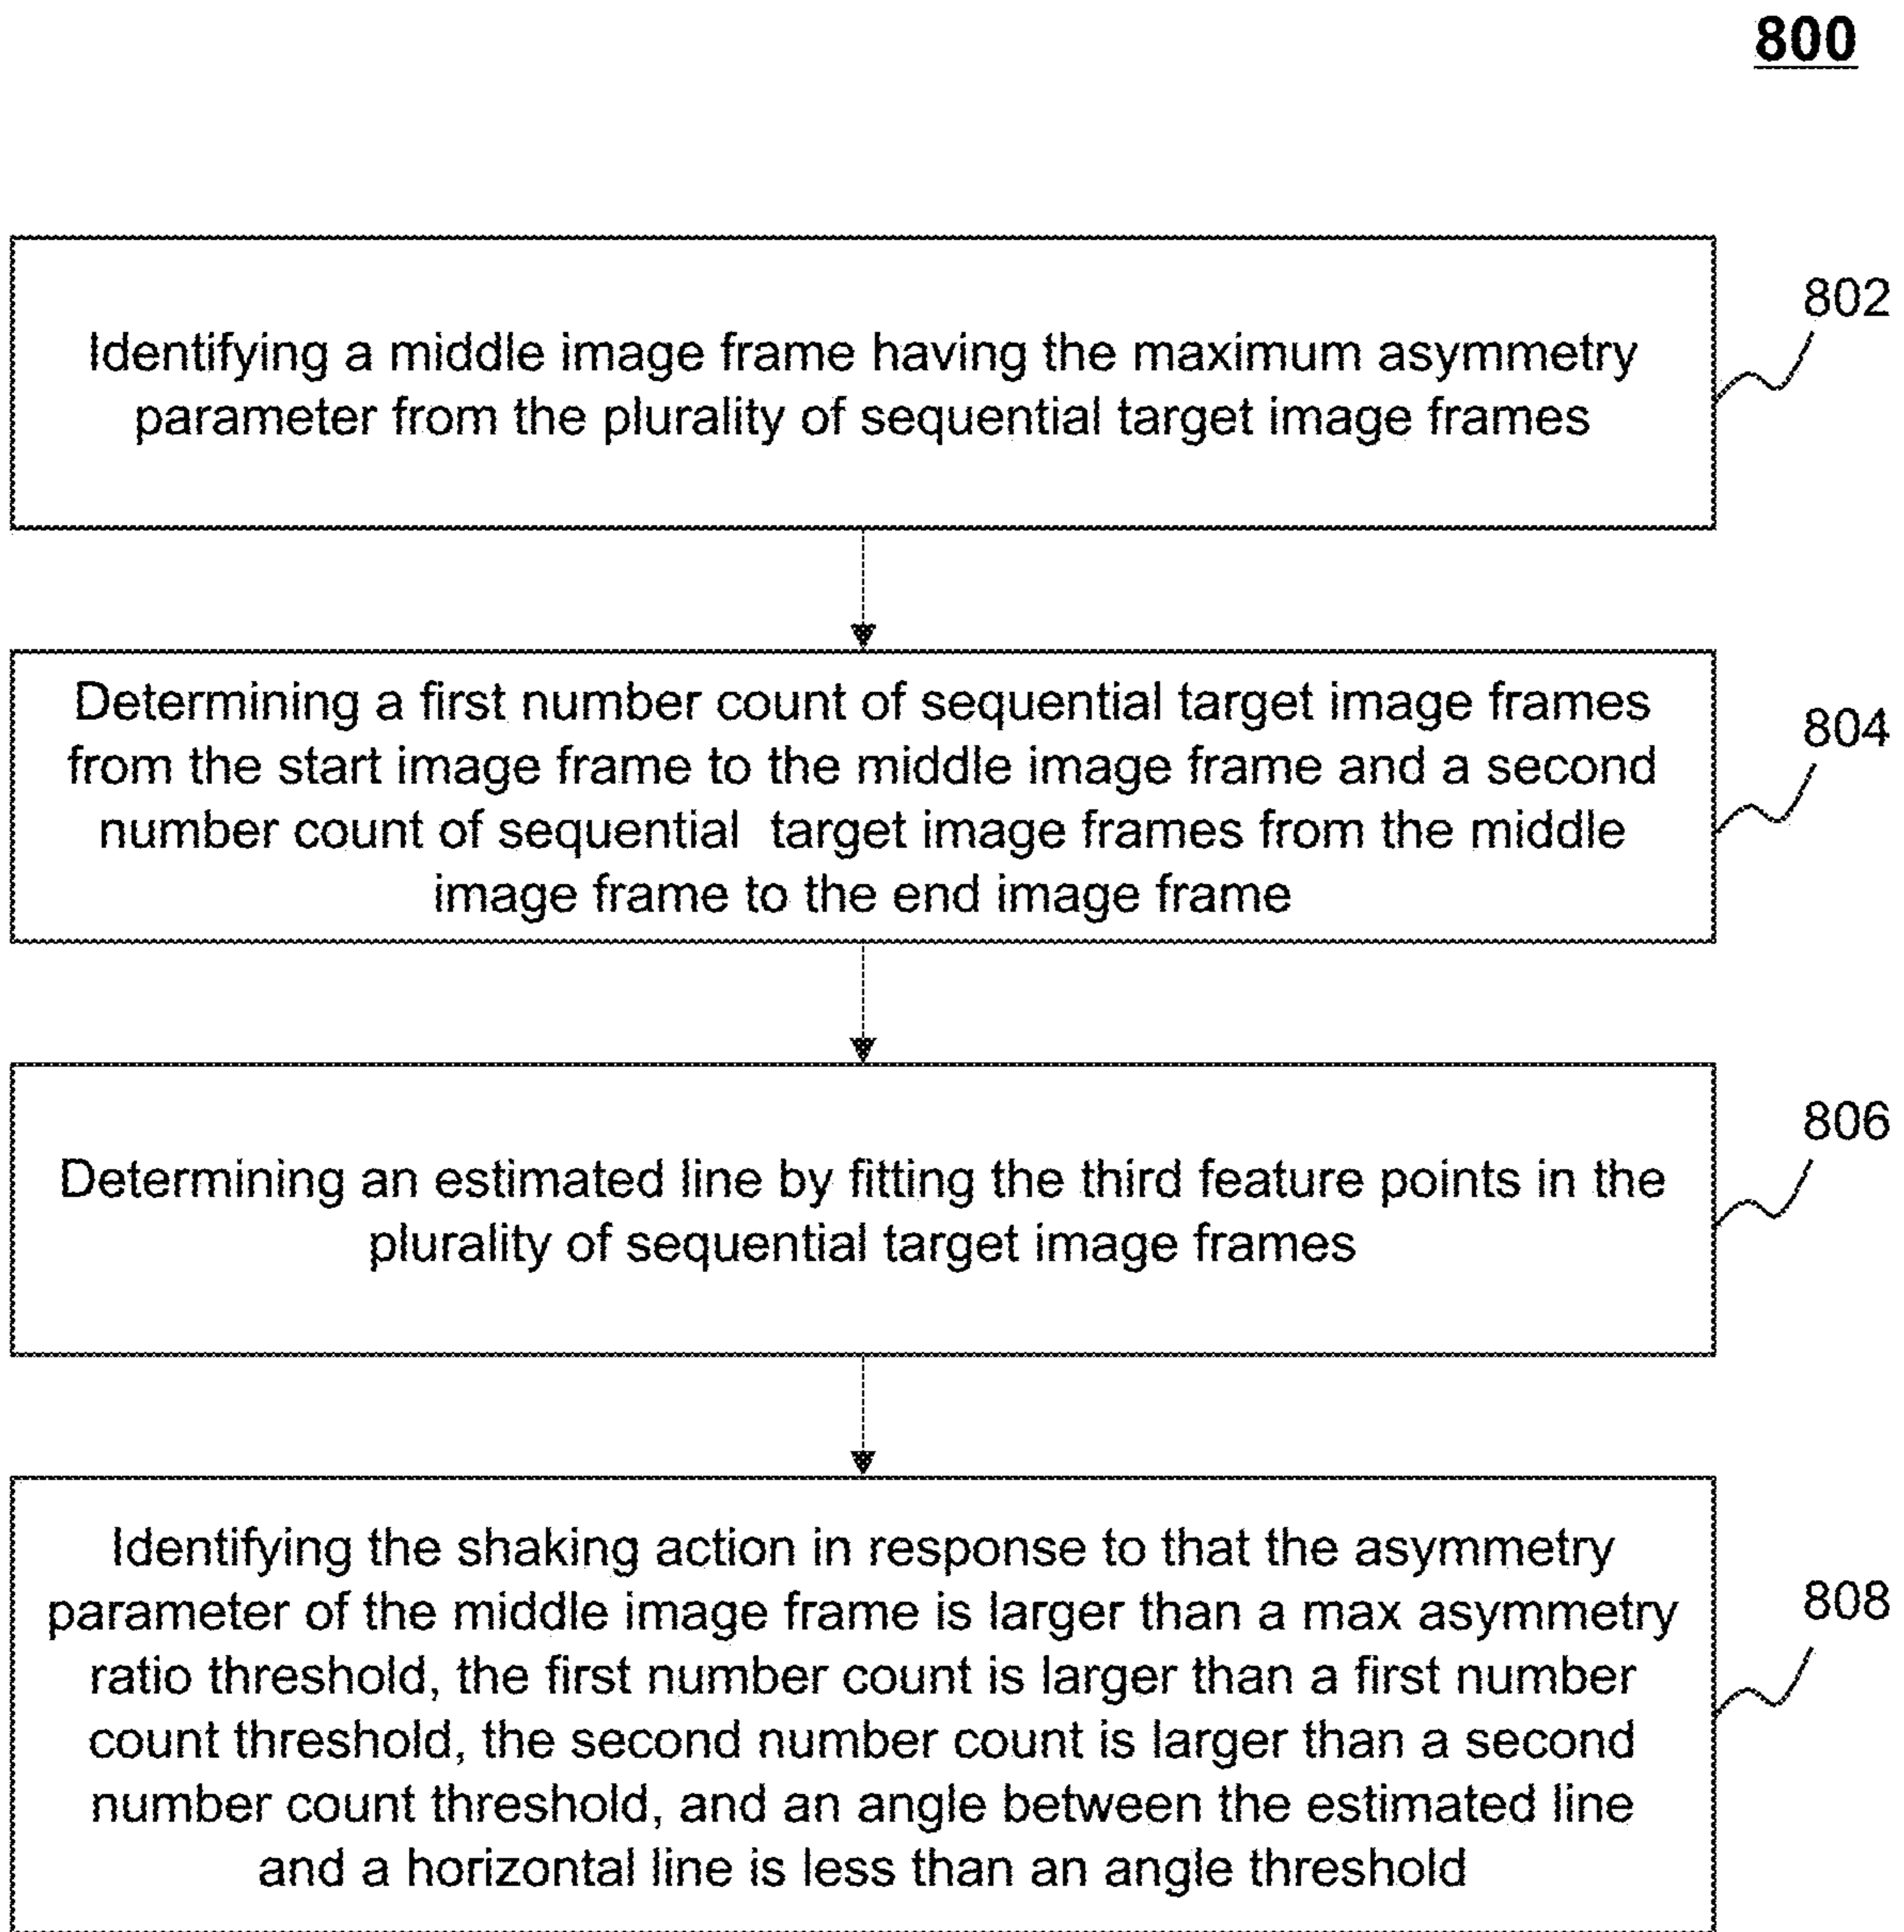 800
Identifying a middle image frame having the maximum asymmetry
parameter from the plurality of sequential target image frames
802
Determining a first number count of sequential target image frames
from the start image frame to the middle image frame and a second
number count of sequential target image frames from the middle
image frame to the end image frame
804
Determining an estimated line by fitting the third feature points in the
plurality of sequential target image frames
806
Identifying the shaking action in response to that the asymmetry
parameter of the middle image frame is larger than a max asymmetry
ratio threshold, the first number count is larger than a first number
count threshold, the second number count is larger than a second
number count threshold, and an angle between the estimated line
and a horizontal line is less than an angle threshold
808